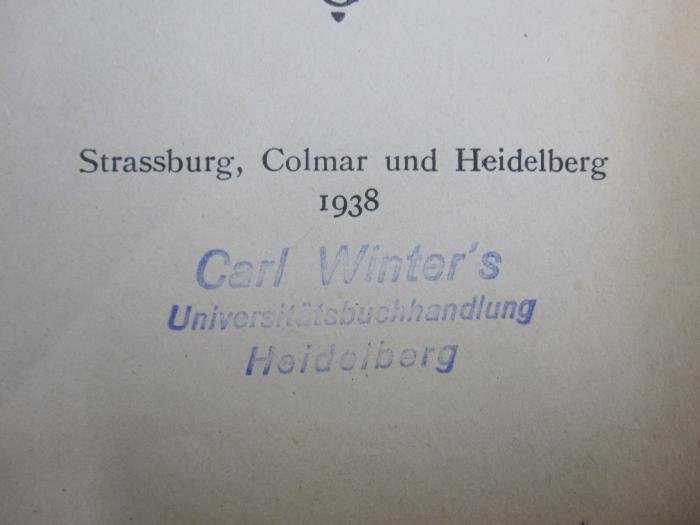 Strassburg, Colmar und Heidelberg
1938
Carl Winter's
Universitätsbuchhandlung
Heidelberg